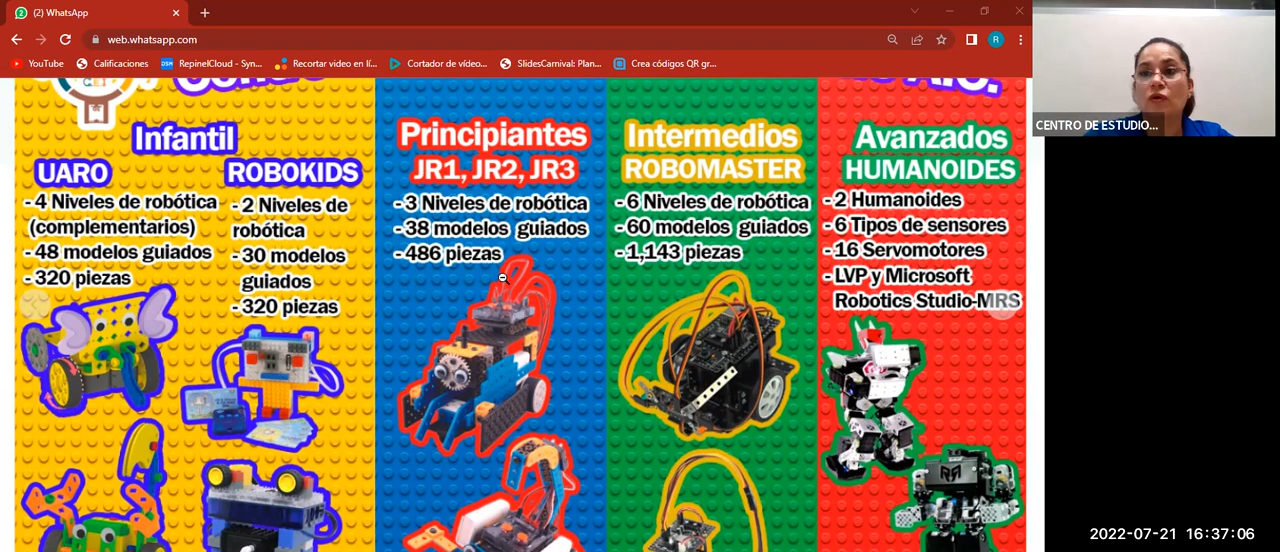 (2) WhatsApp
web.whatsapp.com
R
YouTube
Calificaciones
RepinelCloud - Syn...
Recortar video en lí...
Cortador de vídeo...
SlidesCarnival: Plan...
Crea códigos QR gr...
CENTRO DE ESTUDIO...
Infantil
UARO
- 4 Niveles de robótica
(complementarios)
- 48 modelos guiados
- 320 piezas
ROBOKIDS
- 2 Niveles de
robótica
- 30 modelos
guiados
- 320 piezas
Principiantes
JR1, JR2, JR3
- 3 Niveles de robótica
- 38 modelos guiados
- 486 piezas
Intermedios
ROBOMASTER
- 6 Niveles de robótica
- 60 modelos guiados
- 1,143 piezas
Avanzados
HUMANOIDES
- 2 Humanoides
- 6 Tipos de sensores
- 16 Servomotores
- LVP y Microsoft
Robotics Studio-MRS
2022-07-21 16:37:06